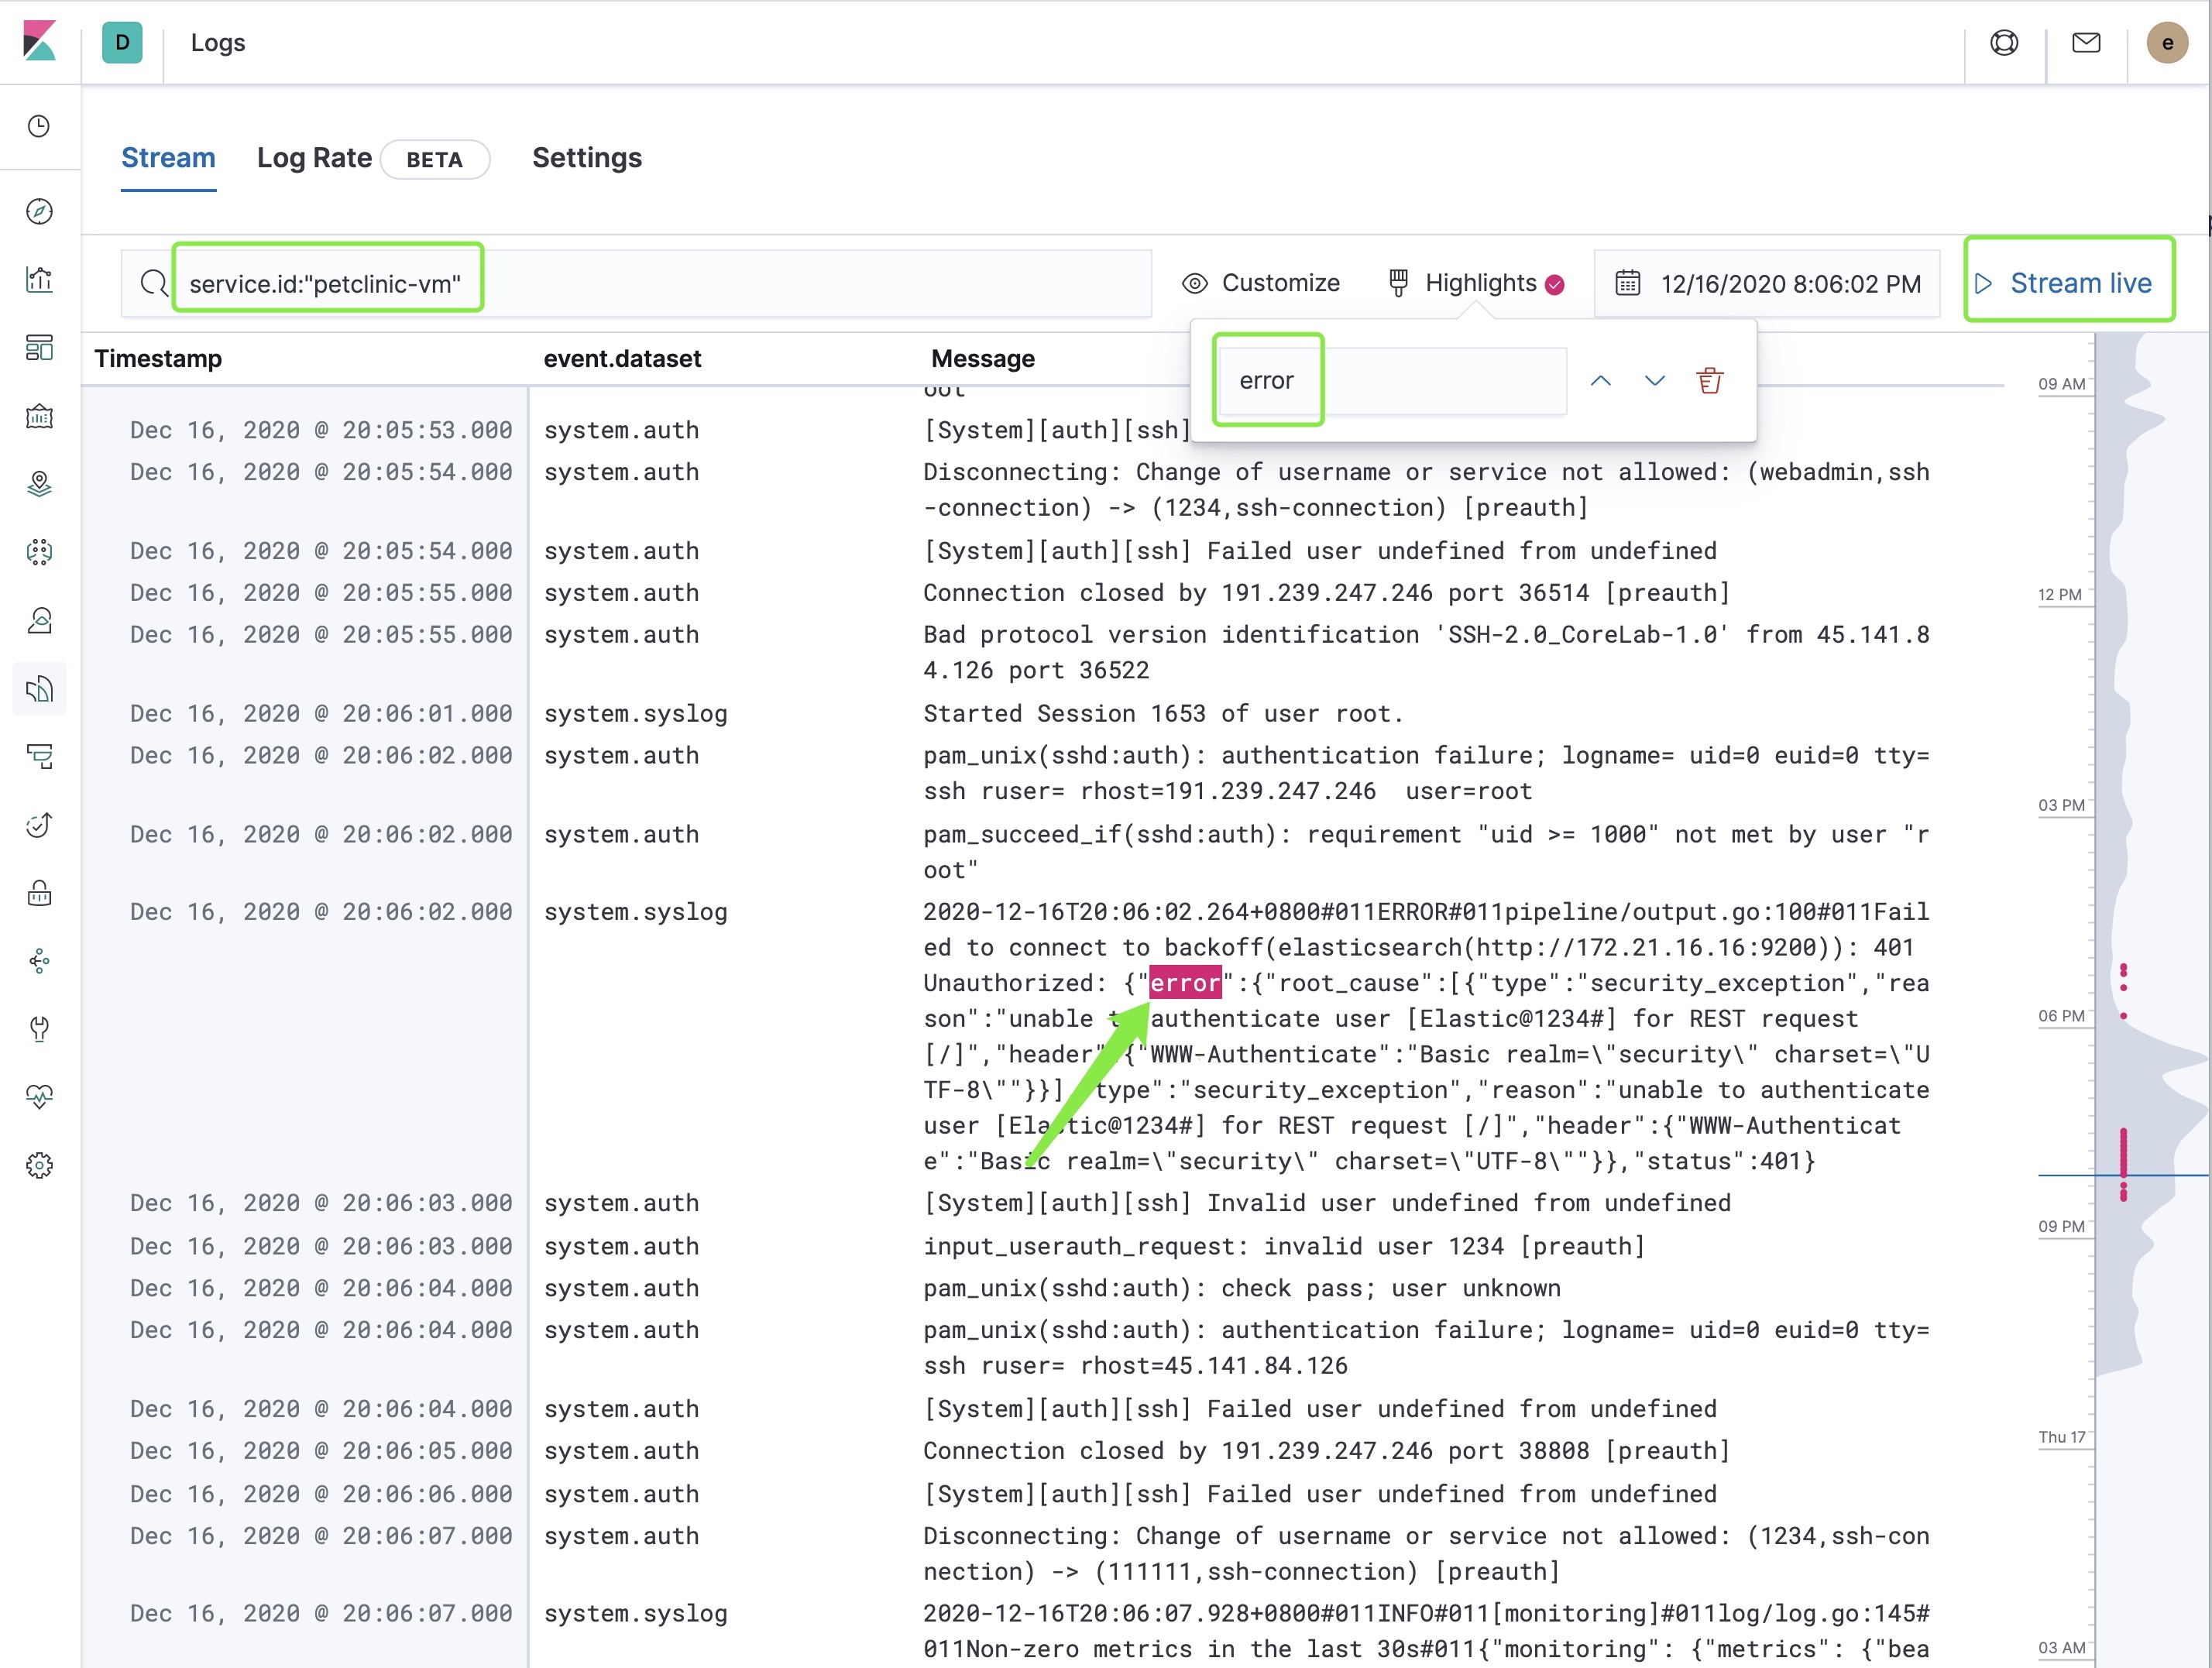 D Logs e
Stream Log Rate BETA Settings
service.id:"petclinic-vm" Customize Highlights 12/16/2020 8:06:02 PM Stream live
error
Timestamp event.dataset Message
09 AM
oot
Dec 16, 2020 @ 20:05:53.000 system.auth [System][auth][ssh]
Dec 16, 2020 @ 20:05:54.000 system.auth Disconnecting: Change of username or service not allowed: (webadmin,ssh
-connection) -> (1234,ssh-connection) [preauth]
Dec 16, 2020 @ 20:05:54.000 system.auth [System][auth][ssh] Failed user undefined from undefined
Dec 16, 2020 @ 20:05:55.000 system.auth Connection closed by 191.239.247.246 port 36514 [preauth]
12 PM
Dec 16, 2020 @ 20:05:55.000 system.auth Bad protocol version identification 'SSH-2.0_CoreLab-1.0' from 45.141.8
4.126 port 36522
Dec 16, 2020 @ 20:06:01.000 system.syslog Started Session 1653 of user root.
Dec 16, 2020 @ 20:06:02.000 system.auth pam_unix(sshd:auth): authentication failure; logname= uid=0 euid=0 tty=
ssh ruser= rhost=191.239.247.246  user=root
03 PM
Dec 16, 2020 @ 20:06:02.000 system.auth pam_succeed_if(sshd:auth): requirement "uid >= 1000" not met by user "r
oot"
Dec 16, 2020 @ 20:06:02.000 system.syslog 2020-12-16T20:06:02.264+0800#011ERROR#011pipeline/output.go:100#011Fail
ed to connect to backoff(elasticsearch(http://172.21.16.16:9200)): 401
Unauthorized: {"error":{"root_cause":[{"type":"security_exception","rea
son":"unable t authenticate user [Elastic@1234#] for REST request
06 PM
[/]","header" {"WWW-Authenticate":"Basic realm=\"security\" charset=\"U
TF-8\""}}] type":"security_exception","reason":"unable to authenticate
user [Elastic@1234#] for REST request [/]","header":{"WWW-Authenticat
e":"Basic realm=\"security\" charset=\"UTF-8\""}},"status":401}
Dec 16, 2020 @ 20:06:03.000 system.auth [System][auth][ssh] Invalid user undefined from undefined
09 PM
Dec 16, 2020 @ 20:06:03.000 system.auth input_userauth_request: invalid user 1234 [preauth]
Dec 16, 2020 @ 20:06:04.000 system.auth pam_unix(sshd:auth): check pass; user unknown
Dec 16, 2020 @ 20:06:04.000 system.auth pam_unix(sshd:auth): authentication failure; logname= uid=0 euid=0 tty=
ssh ruser= rhost=45.141.84.126
Dec 16, 2020 @ 20:06:04.000 system.auth [System][auth][ssh] Failed user undefined from undefined
Thu 17
Dec 16, 2020 @ 20:06:05.000 system.auth Connection closed by 191.239.247.246 port 38808 [preauth]
Dec 16, 2020 @ 20:06:06.000 system.auth [System][auth][ssh] Failed user undefined from undefined
Dec 16, 2020 @ 20:06:07.000 system.auth Disconnecting: Change of username or service not allowed: (1234,ssh-con
nection) -> (111111,ssh-connection) [preauth]
Dec 16, 2020 @ 20:06:07.000 system.syslog 2020-12-16T20:06:07.928+0800#011INFO#011[monitoring]#011log/log.go:145#
011Non-zero metrics in the last 30s#011{"monitoring": {"metrics": {"bea
03 AM